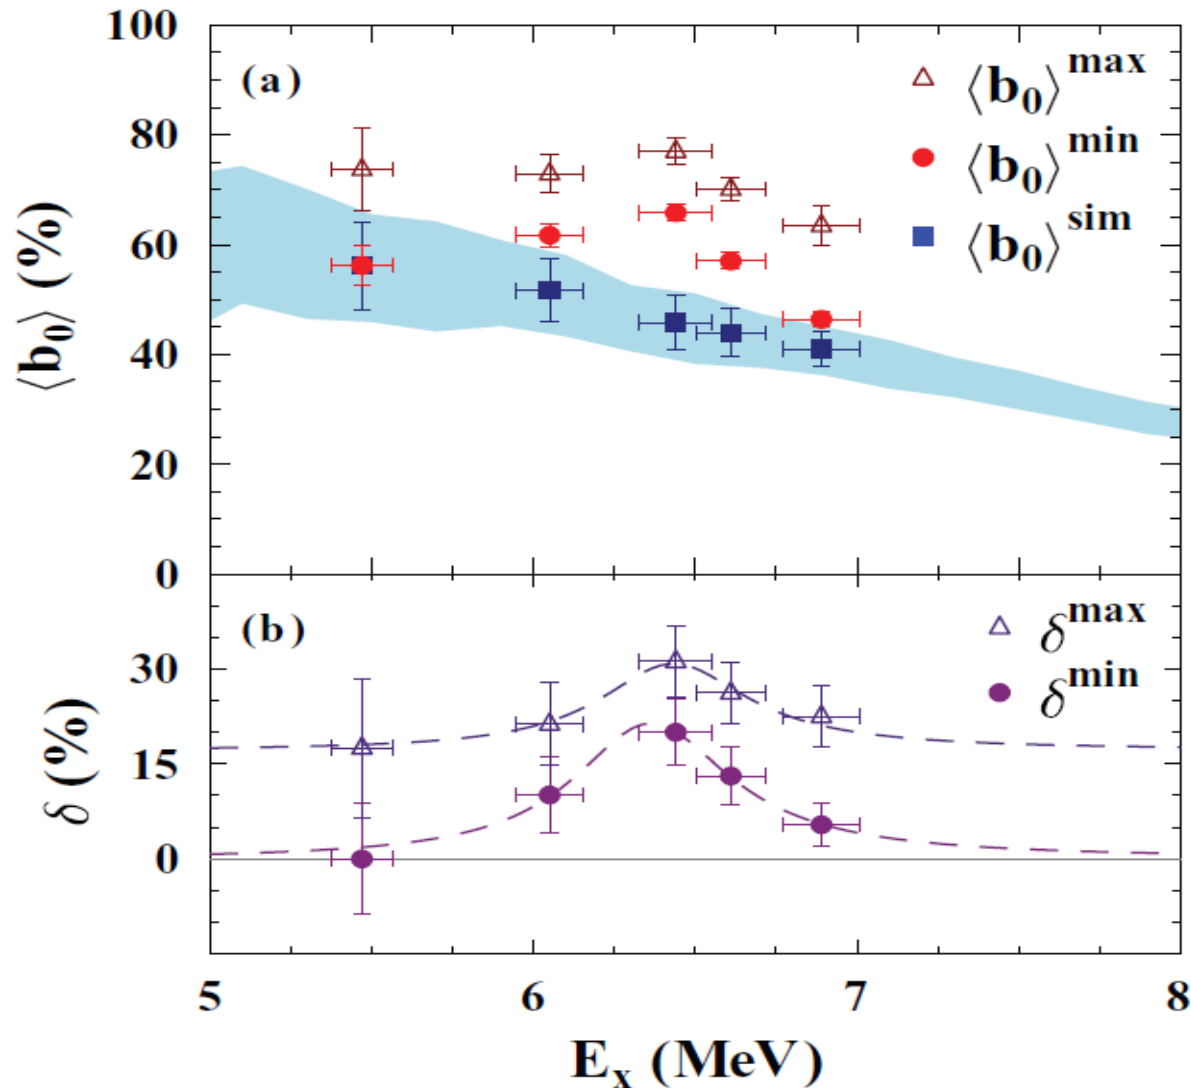 100
80
60
40
20
0
⟨b₀⟩ (%)
(a)
⟨b₀⟩max
⟨b₀⟩min
⟨b₀⟩sim
(b)
δmax
δmin
30
15
0
δ (%)
5 6 7 8
Eₓ (MeV)